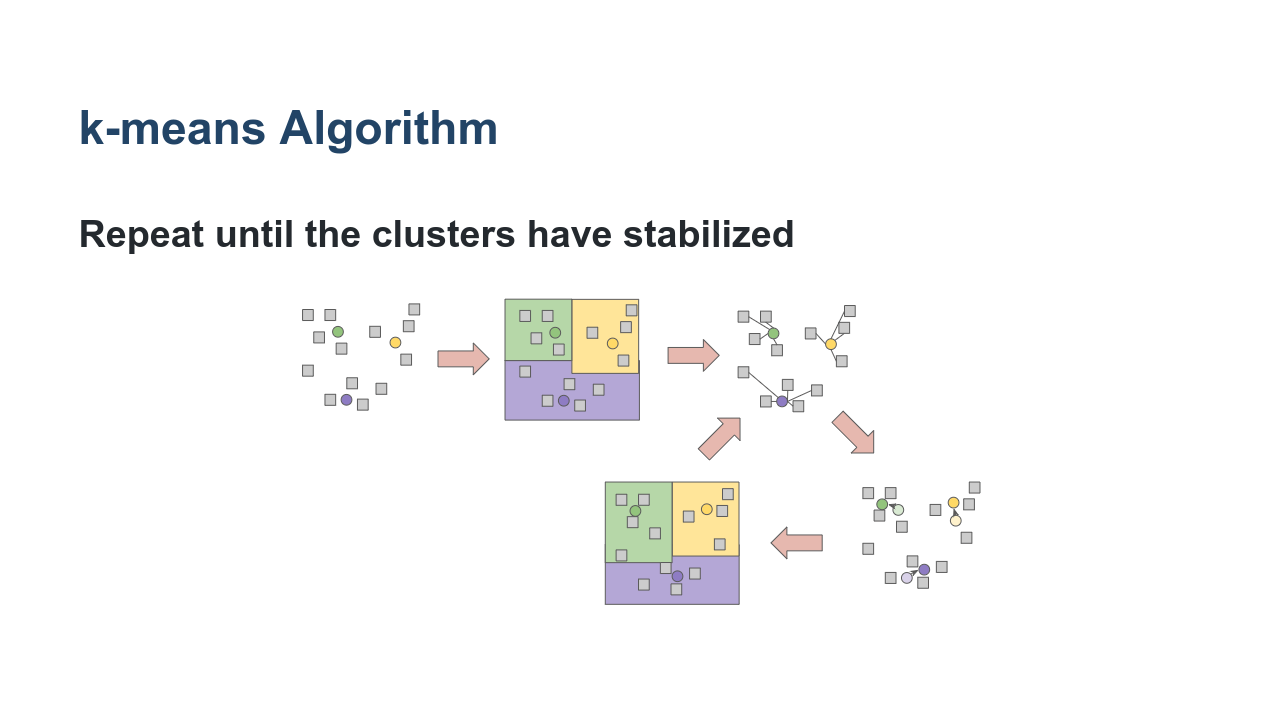 k-means Algorithm
Repeat until the clusters have stabilized